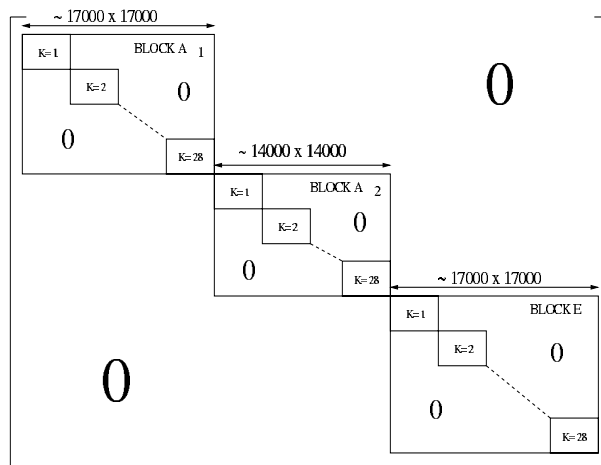 ~ 17000 x 17000
BLOCK A 1
K=1
K=2
0
0
0
K=28
~ 14000 x 14000
BLOCK A 2
K=1
K=2
0
0
K=28
~ 17000 x 17000
BLOCK E
K=1
K=2
0
0
0
K=28